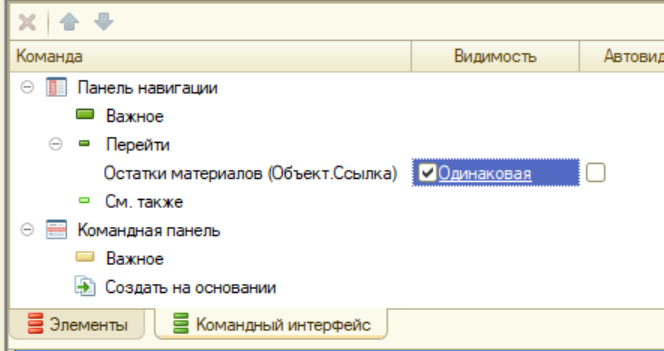 Команда Видимость Автовид
Панель навигации
Важное
Перейти
Остатки материалов (Объект.Ссылка) Одинаковая
См. также
Командная панель
Важное
Создать на основании
Элементы Командный интерфейс